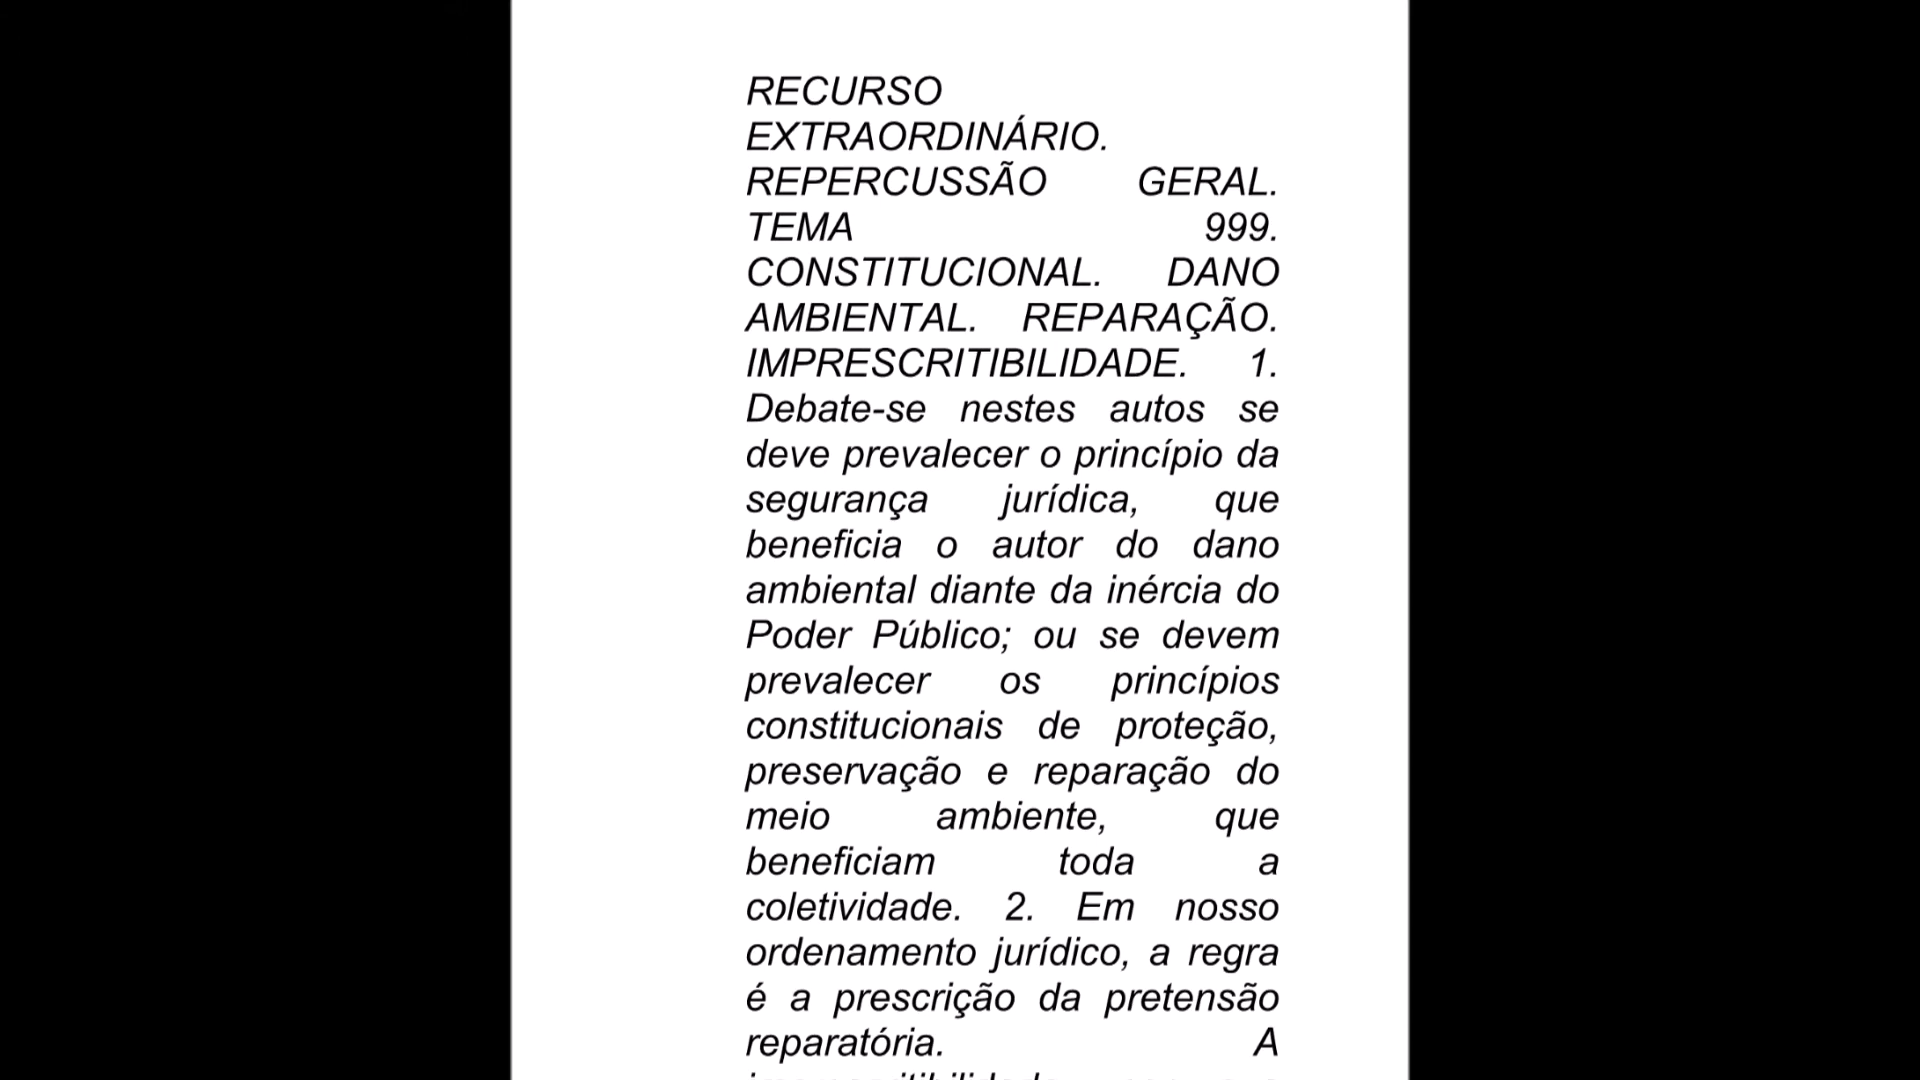 RECURSO
EXTRAORDINÁRIO.
REPERCUSSÃO GERAL.
TEMA 999.
CONSTITUCIONAL. DANO
AMBIENTAL. REPARAÇÃO.
IMPRESCRITIBILIDADE. 1.
Debate-se nestes autos se
deve prevalecer o princípio da
segurança jurídica, que
beneficia o autor do dano
ambiental diante da inércia do
Poder Público; ou se devem
prevalecer os princípios
constitucionais de proteção,
preservação e reparação do
meio ambiente, que
beneficiam toda a
coletividade. 2. Em nosso
ordenamento jurídico, a regra
é a prescrição da pretensão
reparatória. A